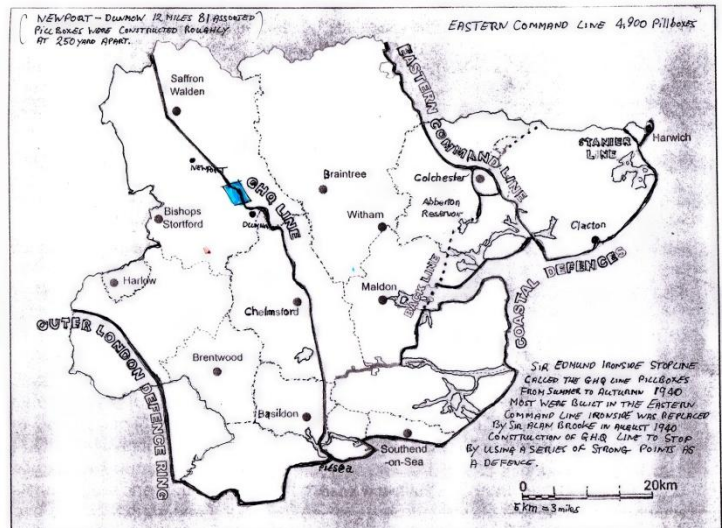 NEWPORT - DUNMOW 12 MILES 81 ASSORTED
PILLBOXES WERE CONSTRUCTED ROUGHLY
AT 250 YARD APART.
EASTERN COMMAND LINE 4,900 Pillboxes
Saffron
Walden
EASTERN COMMAND LINE
Harwich
STANIER
LINE
NEWPORT
GHQ LINE
Braintree
Colchester
Abberton
Reservoir
Bishops
Stortford
DUNMOW
Witham
Clacton
Harlow
Maldon
BACK LINE
COASTAL DEFENCES
Chelmsford
OUTER LONDON DEFENCE RING
Brentwood
Basildon
Pitsea
Southend
-on-Sea
SIR EDMUND IRONSIDE STOPLINE
CALLED THE GHQ LINE PILLBOXES
FROM SUMMER TO AUTUMN 1940
MOST WERE BUILT IN THE EASTERN
COMMAND LINE IRONSIDE WAS REPLACED
BY SIR ALAN BROOKE IN AUGUST 1940
CONSTRUCTION OF GHQ LINE TO STOP
BY USING A SERIES OF STRONG POINTS AS
A DEFENCE.
0 20km
5km = 3 miles